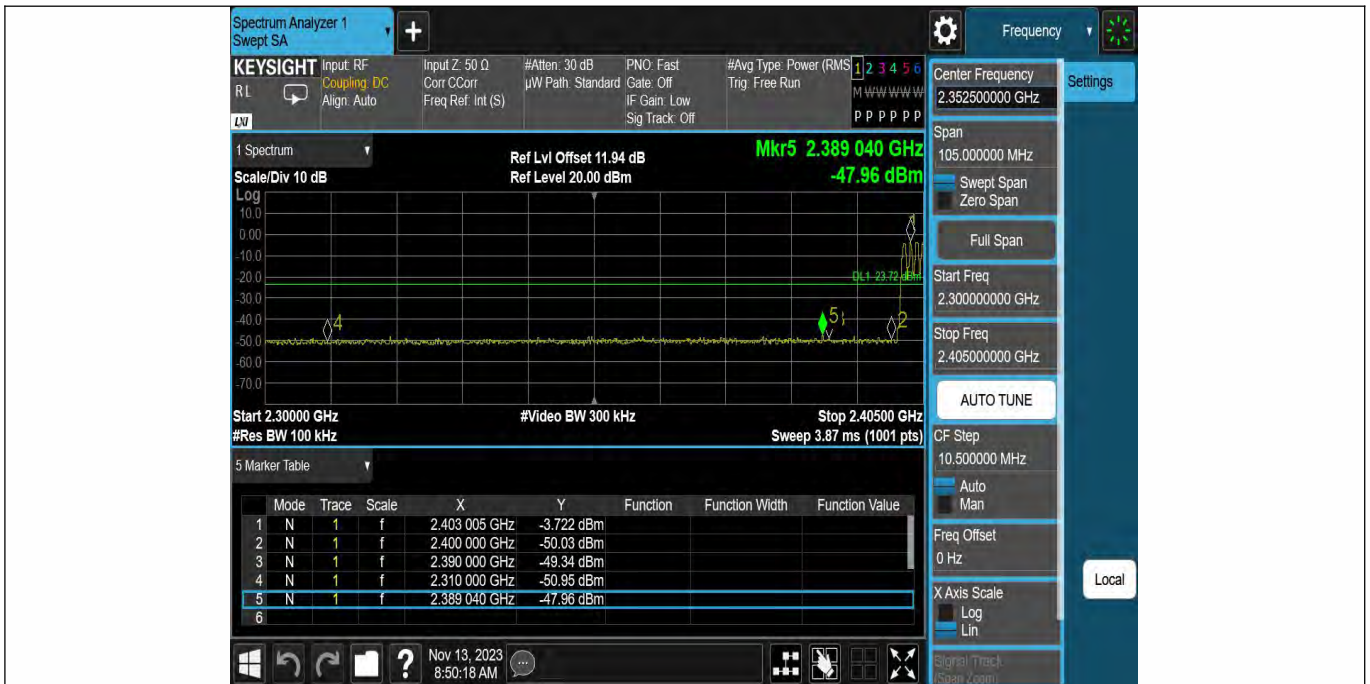 Spectrum Analyzer 1
Swept SA
+
Frequency
KEYSIGHT
RL
LXI
Input: RF
Coupling: DC
Align: Auto
Input Z: 50 Ω
Corr CCorr
Freq Ref: Int (S)
#Atten: 30 dB
µW Path: Standard
PNO: Fast
Gate: Off
IF Gain: Low
Sig Track: Off
#Avg Type: Power (RMS
Trig: Free Run
1 2 3 4 5 6
M W W W W W
P P P P P P
1 Spectrum
Scale/Div 10 dB
Ref Lvl Offset 11.94 dB
Ref Level 20.00 dBm
Mkr5 2.389 040 GHz
-47.96 dBm
Log
10.0
0.00
-10.0
-20.0
-30.0
-40.0
-50.0
-60.0
-70.0
DL1 -23.72 dBm
4
5
2
1
Start 2.30000 GHz
#Res BW 100 kHz
#Video BW 300 kHz
Stop 2.40500 GHz
Sweep 3.87 ms (1001 pts)
5 Marker Table
Mode Trace Scale X Y Function Function Width Function Value
1 N 1 f 2.403 005 GHz -3.722 dBm
2 N 1 f 2.400 000 GHz -50.03 dBm
3 N 1 f 2.390 000 GHz -49.34 dBm
4 N 1 f 2.310 000 GHz -50.95 dBm
5 N 1 f 2.389 040 GHz -47.96 dBm
6
?
Nov 13, 2023
8:50:18 AM
Center Frequency
2.352500000 GHz
Settings
Span
105.000000 MHz
Swept Span
Zero Span
Full Span
Start Freq
2.300000000 GHz
Stop Freq
2.405000000 GHz
AUTO TUNE
CF Step
10.500000 MHz
Auto
Man
Freq Offset
0 Hz
Local
X Axis Scale
Log
Lin
Signal Track
(Span Zoom)